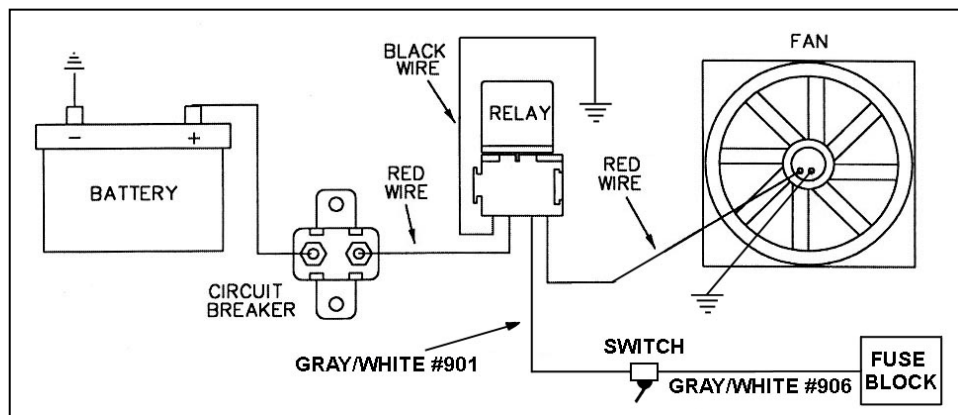 FAN
BLACK
WIRE
RELAY
- +
BATTERY
RED
WIRE
RED
WIRE
CIRCUIT
BREAKER
GRAY/WHITE #901
SWITCH
GRAY/WHITE #906
FUSE
BLOCK